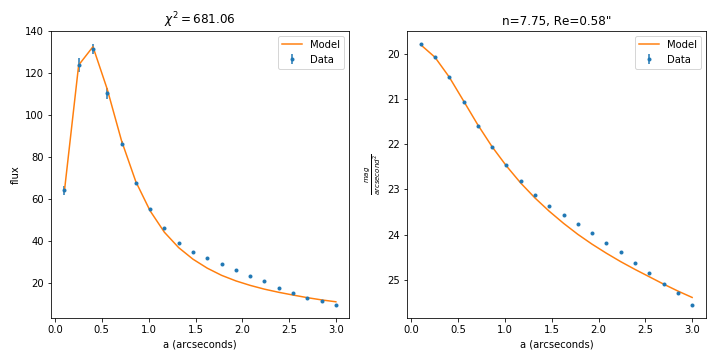 χ² = 681.06
flux
140
120
100
80
60
40
20
0.0 0.5 1.0 1.5 2.0 2.5 3.0
a (arcseconds)
Model
Data
n=7.75, Re=0.58"
mag
arcsecond²
19
20
21
22
23
24
25
0.0 0.5 1.0 1.5 2.0 2.5 3.0
a (arcseconds)
Model
Data